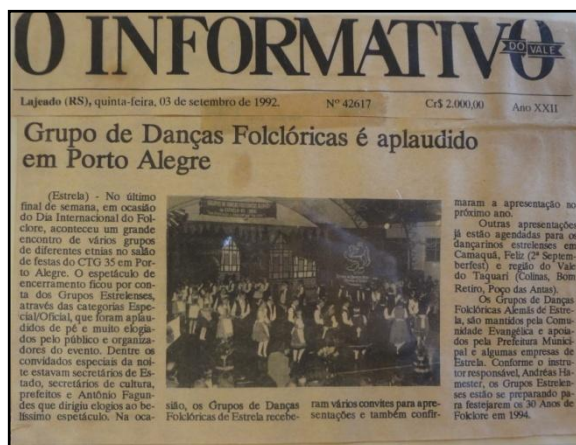 O INFORMATIVO
DO VALE
Lajeado (RS), quinta-feira, 03 de setembro de 1992. Nº 42617 Cr$ 2.000,00 Ano XXII
Grupo de Danças Folclóricas é aplaudido
em Porto Alegre
(Estrela) - No último
final de semana, em ocasião
do Dia Internacional do Fol-
clore, aconteceu um grande
encontro de vários grupos
de diferentes etnias no salão
de festas do CTG 35 em Por-
to Alegre. O espetáculo de
encerramento ficou por con-
ta dos Grupos Estrelenses,
através das categorias Espe-
cial/Oficial, que foram aplau-
didos de pé e muito elogia-
dos pelo público e organiza-
dores do evento. Dentre os
convidados especiais da noi-
te estavam secretários de Es-
tado, secretários de cultura,
prefeitos e Antônio Fagun-
des que dirigiu elogios ao be-
líssimo espetáculo. Na oca-
sião, os Grupos de Danças
Folclóricas de Estrela recebe-
ram vários convites para apre-
sentações e também confir-
maram a apresentação no
próximo ano.
Outras apresentações
já estão agendadas para os
dançarinos estrelenses em
Camaquã, Feliz (2ª Septem-
berfest) e região do Vale
do Taquari (Colinas, Bom
Retiro, Poço das Antas).
Os Grupos de Danças
Folclóricas Alemãs de Estre-
la, são mantidos pela Comu-
nidade Evangélica e apoia-
dos pela Prefeitura Munici-
pal e algumas empresas de
Estrela. Conforme o instru-
tor responsável, Andréas Ha-
mester, os Grupos Estrelen-
ses estão se preparando pa-
ra festejarem os 30 Anos de
Folclore em 1994.